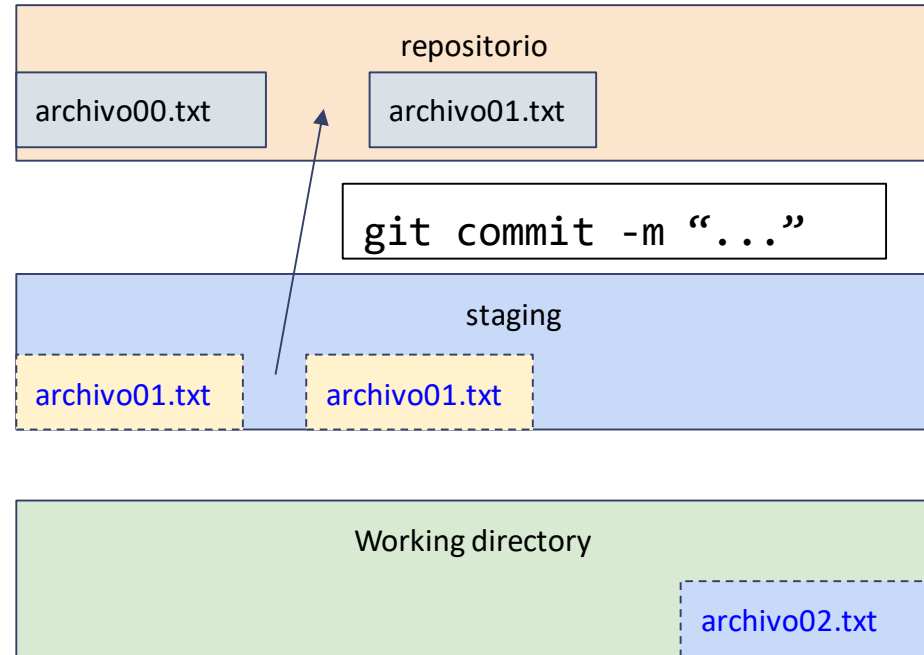 repositorio
archivo00.txt
archivo01.txt
git commit -m “...”
staging
archivo01.txt
archivo01.txt
Working directory
archivo02.txt